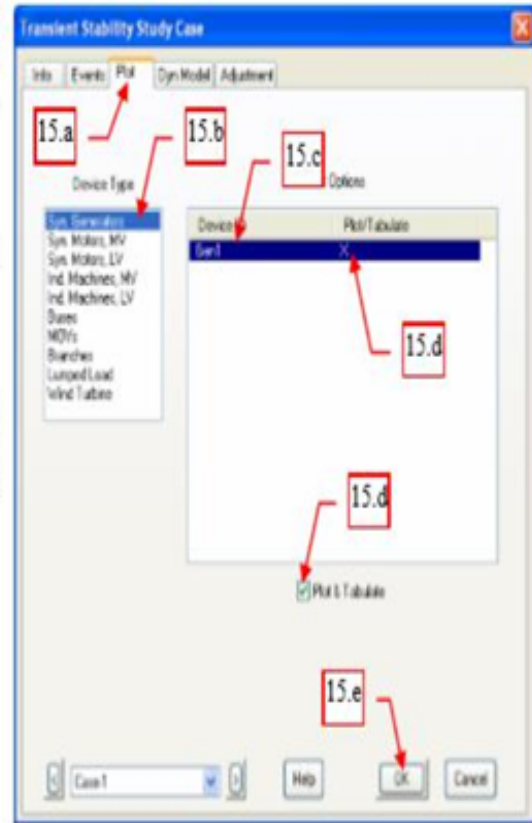 Transient Stability Study Case
Info Events Plot Dyn Model Adjustment
15.a 15.b 15.c
Device Type Options
Syn. Generators
Syn. Motors, MV
Syn. Motors, LV
Ind. Machines, MV
Ind. Machines, LV
Buses
MOVs
Branches
Lumped Load
Wind Turbine
Device Plot/Tabulate
Gen1 X
15.d
15.d
Plot & Tabulate
15.e
< Case1 > Help OK Cancel